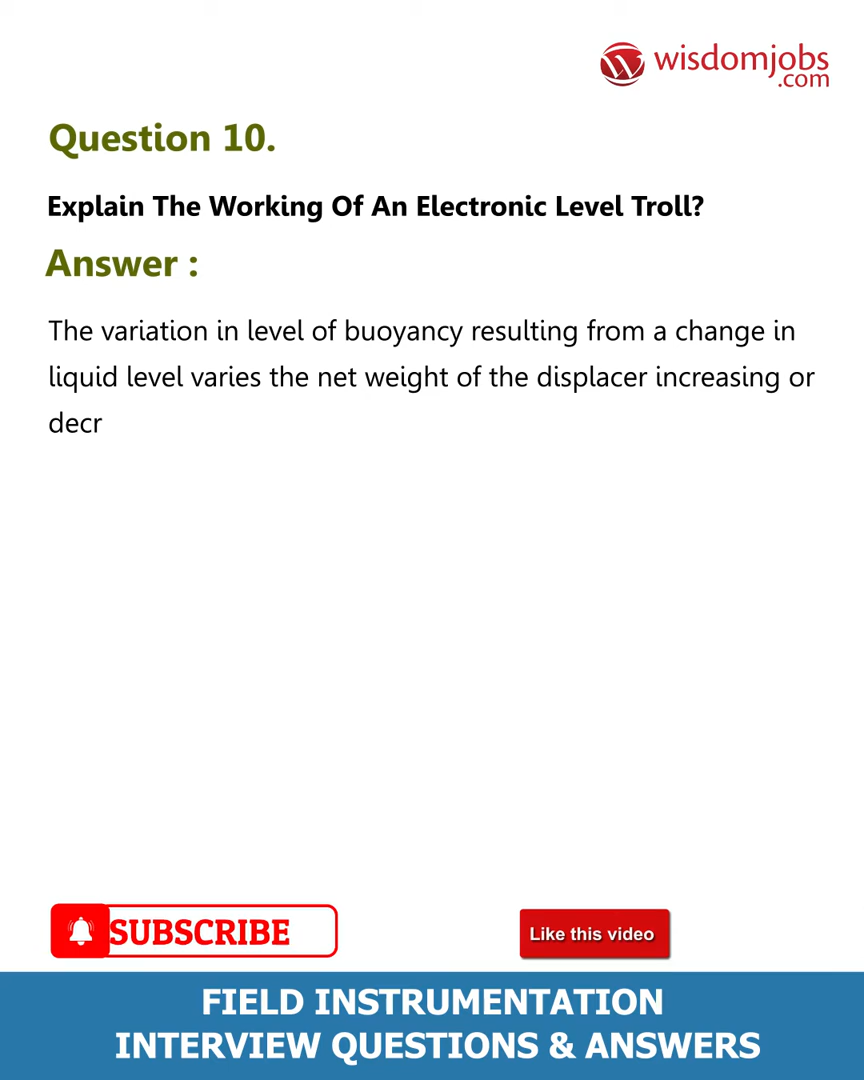 wisdomjobs
.com
Question 10.
Explain The Working Of An Electronic Level Troll?
Answer :
The variation in level of buoyancy resulting from a change in
liquid level varies the net weight of the displacer increasing or
decr
SUBSCRIBE
Like this video
FIELD INSTRUMENTATION
INTERVIEW QUESTIONS & ANSWERS